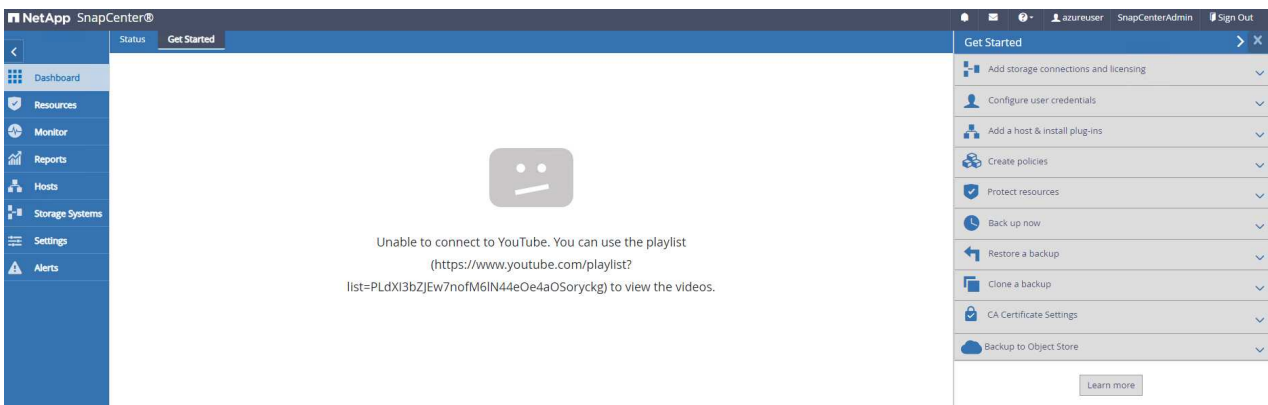 NetApp SnapCenter®
azureuser SnapCenterAdmin Sign Out
Status Get Started
Dashboard
Resources
Monitor
Reports
Hosts
Storage Systems
Settings
Alerts
Unable to connect to YouTube. You can use the playlist
(https://www.youtube.com/playlist?
list=PLdXI3bZJEw7nofM6lN44eOe4aOSoryckg) to view the videos.
Get Started
Add storage connections and licensing
Configure user credentials
Add a host & install plug-ins
Create policies
Protect resources
Back up now
Restore a backup
Clone a backup
CA Certificate Settings
Backup to Object Store
Learn more